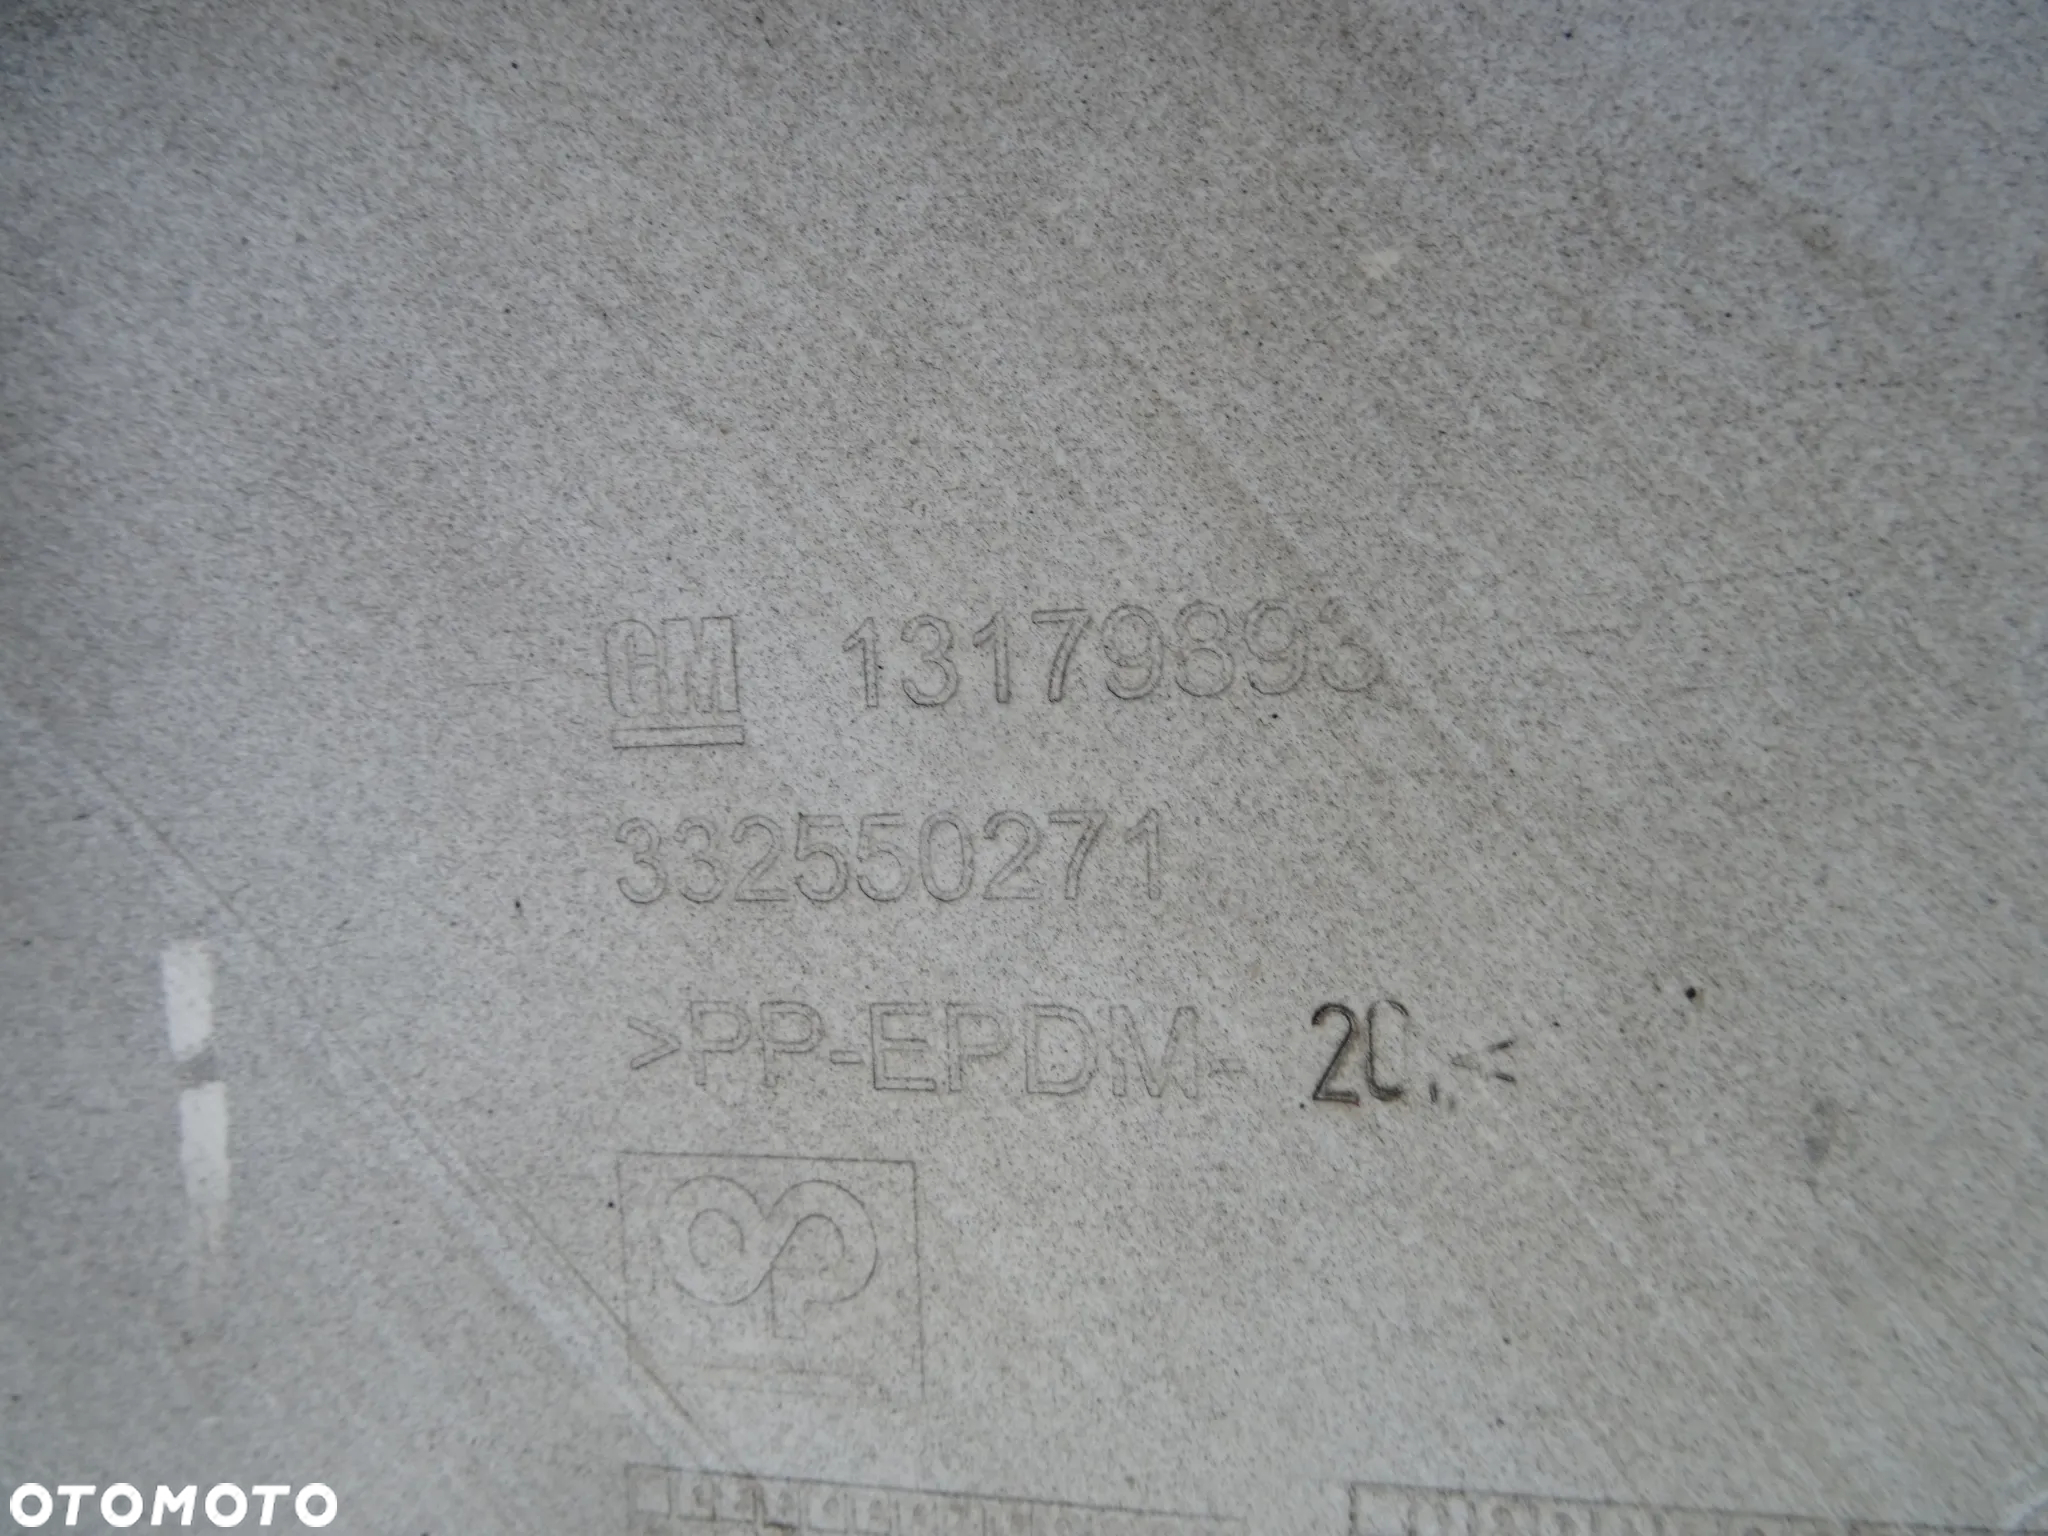 GM 13179893
332550271
>PP-EPDM- 20.<
OTOMOTO